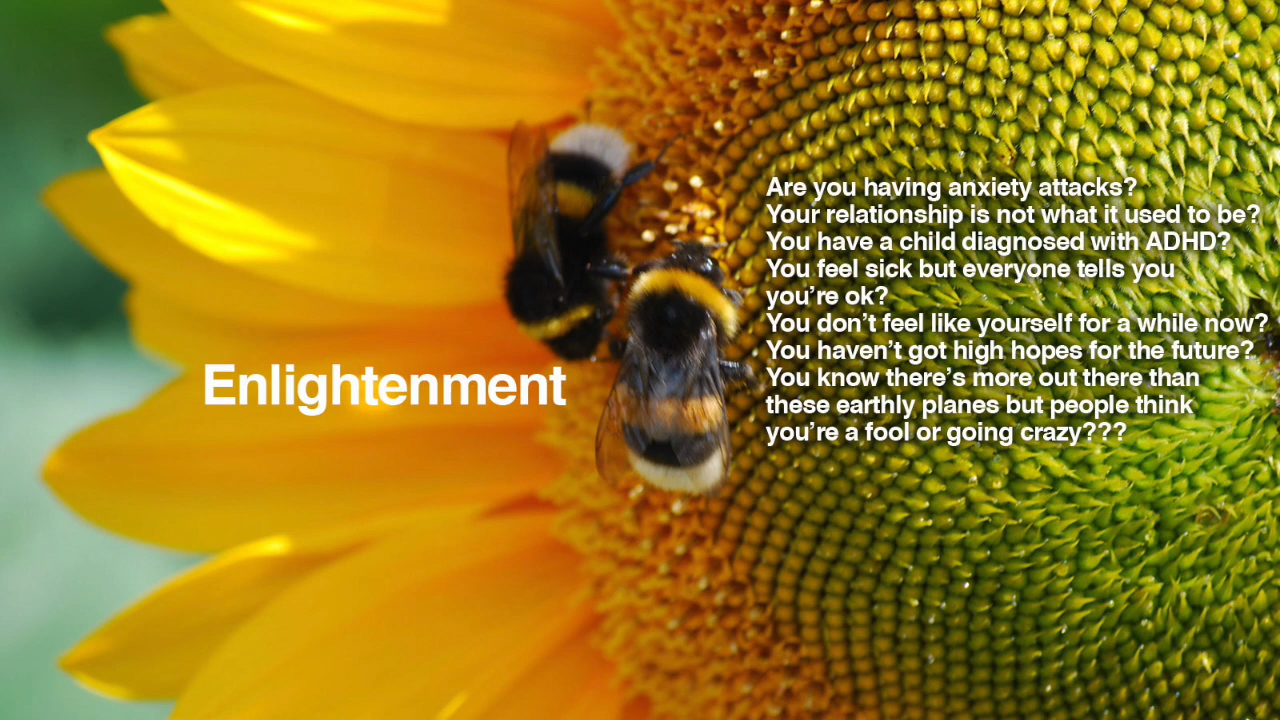 Enlightenment
Are you having anxiety attacks?
Your relationship is not what it used to be?
You have a child diagnosed with ADHD?
You feel sick but everyone tells you
you’re ok?
You don’t feel like yourself for a while now?
You haven’t got high hopes for the future?
You know there’s more out there than
these earthly planes but people think
you’re a fool or going crazy???